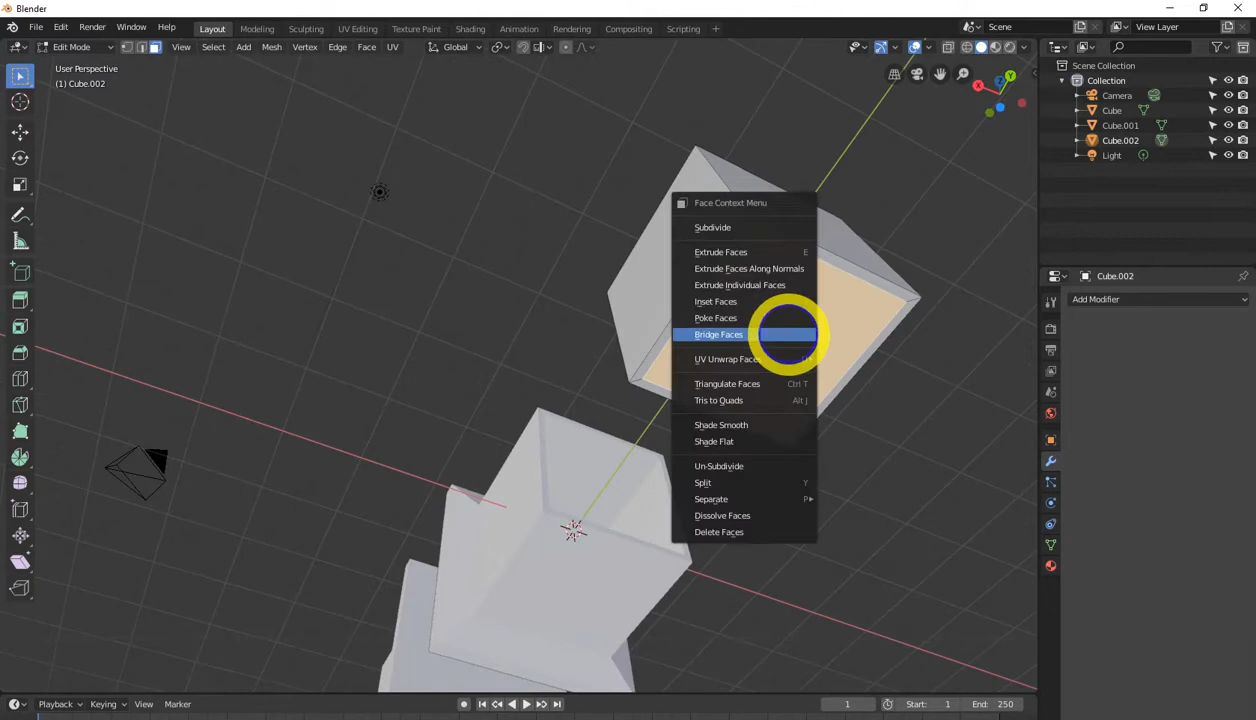 Blender
File Edit Render Window Help Layout Modeling Sculpting UV Editing Texture Paint Shading Animation Rendering Compositing Scripting Scene View Layer
Edit Mode View Select Add Mesh Vertex Edge Face UV Global
User Perspective
(1) Cube.002
X
Y
Z
Scene Collection
Collection
Camera
Cube
Cube.001
Cube.002
Light
Cube.002
Add Modifier
Face Context Menu
Subdivide
Extrude Faces E
Extrude Faces Along Normals
Extrude Individual Faces
Inset Faces
Poke Faces
Bridge Faces
UV Unwrap Faces
Triangulate Faces Ctrl T
Tris to Quads Alt J
Shade Smooth
Shade Flat
Un-Subdivide
Split Y
Separate P
Dissolve Faces
Delete Faces
Playback Keying View Marker 1 Start: 1 End: 250